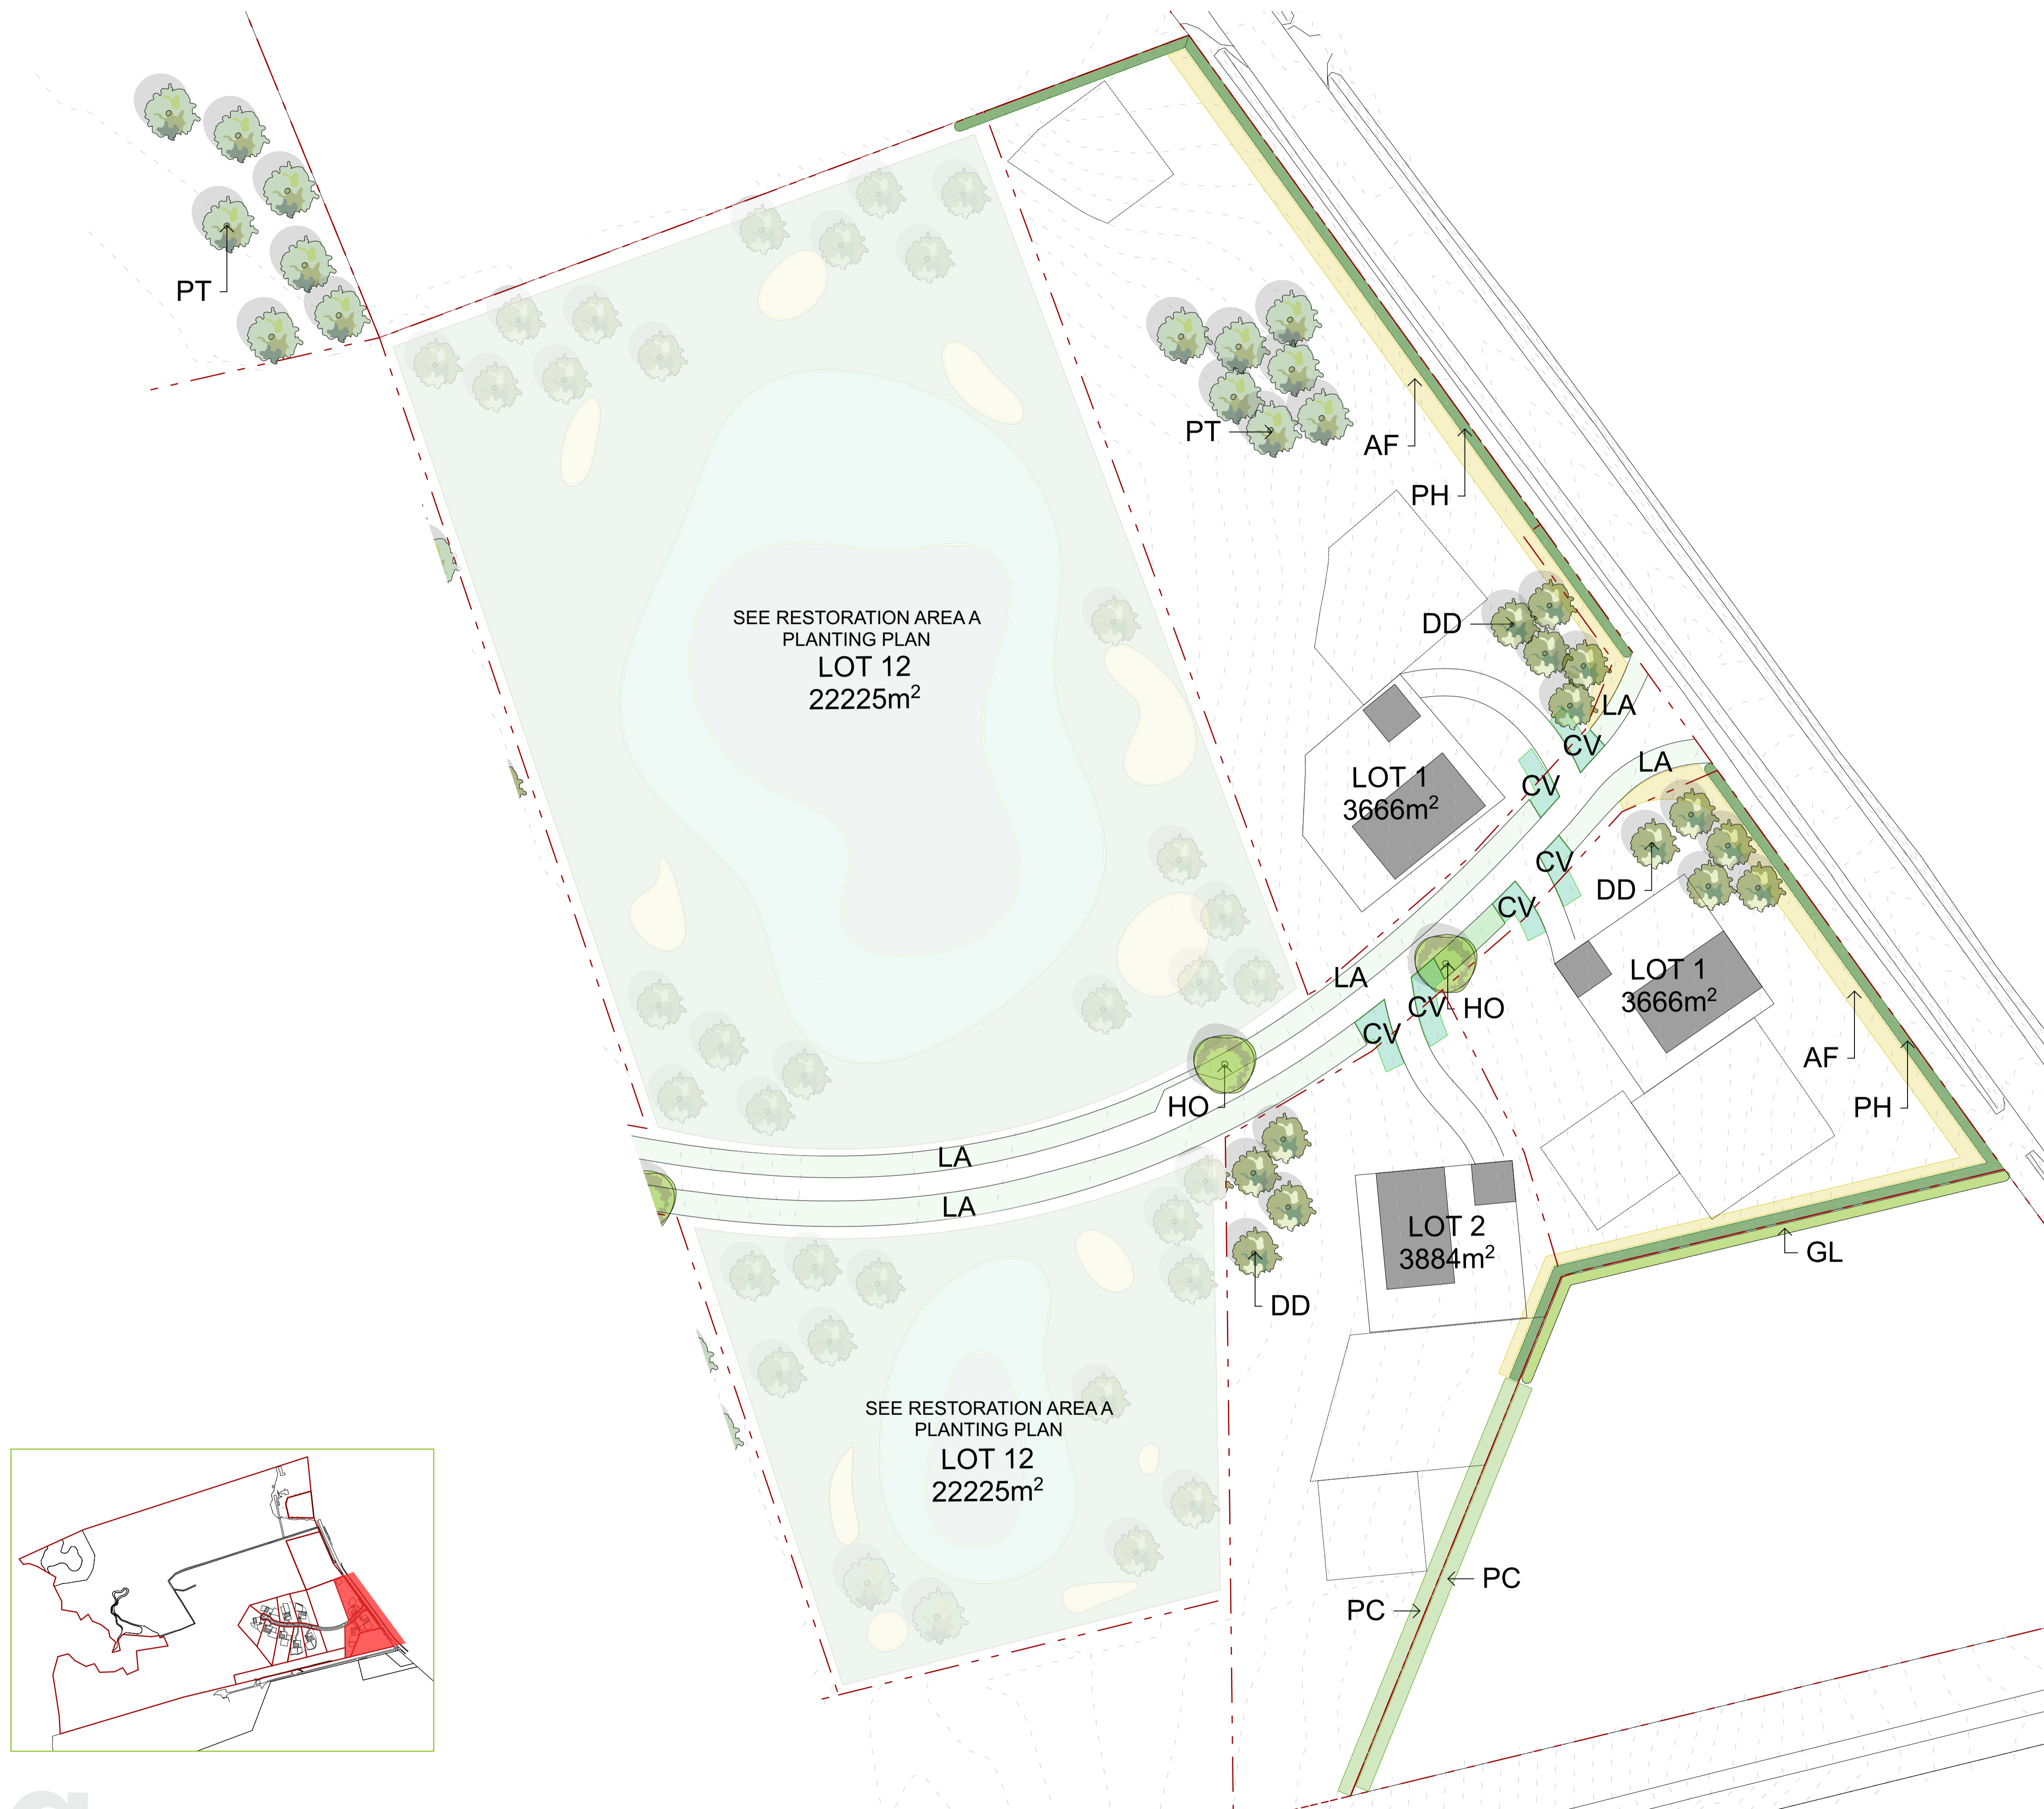 PT
PT
AF
PH
SEE RESTORATION AREA A
PLANTING PLAN
LOT 12
22225m²
DD
LA
CV
LA
LOT 1
3666m²
CV
CV
DD
CV
LA
LOT 1
3666m²
CV
HO
CV
AF
HO
PH
LA
LA
LOT 2
3884m²
GL
DD
SEE RESTORATION AREA A
PLANTING PLAN
LOT 12
22225m²
PC
PC